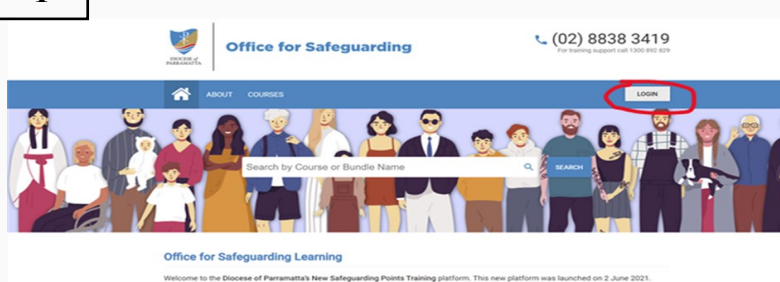 p
(02) 8838 3419
For training support call 1300 892 829
DIOCESE of
PARRAMATTA
Office for Safeguarding
ABOUT COURSES LOGIN
Search by Course or Bundle Name SEARCH
Office for Safeguarding Learning
Welcome to the Diocese of Parramatta's New Safeguarding Points Training platform. This new platform was launched on 2 June 2021.